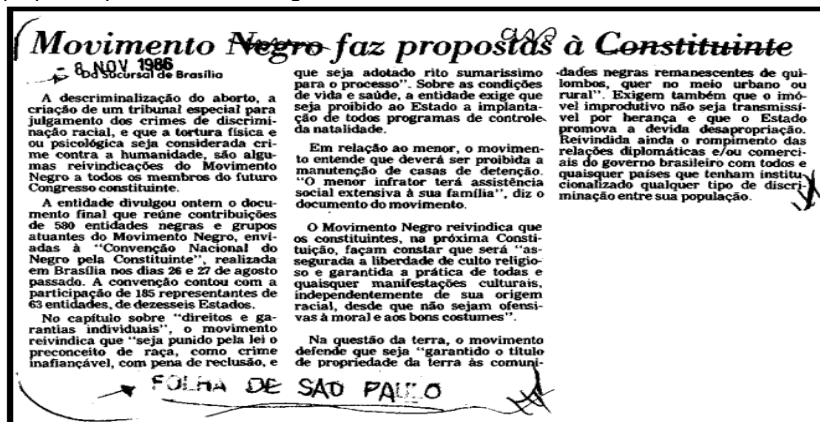 Movimento Negro faz propostas à Constituinte
- 8 NOV 1986
Da Sucursal de Brasília
A descriminalização do aborto, a
criação de um tribunal especial para
julgamento dos crimes de discrimi-
nação racial, e que a tortura física e
ou psicológica seja considerada cri-
me contra a humanidade, são algu-
mas reivindicações do Movimento
Negro a todos os membros do futuro
Congresso constituinte.
A entidade divulgou ontem o docu-
mento final que reúne contribuições
de 580 entidades negras e grupos
atuantes do Movimento Negro, envi-
adas à "Convenção Nacional do
Negro pela Constituinte", realizada
em Brasília nos dias 26 e 27 de agosto
passado. A convenção contou com a
participação de 185 representantes de
63 entidades, de dezesseis Estados.
No capítulo sobre "direitos e ga-
rantias individuais", o movimento
reivindica que "seja punido pela lei o
preconceito de raça, como crime
inafiançável, com pena de reclusão, e
que seja adotado rito sumaríssimo
para o processo". Sobre as condições
de vida e saúde, a entidade exige que
seja proibido ao Estado a implanta-
ção de todos programas de controle
da natalidade.
Em relação ao menor, o movimen-
to entende que deverá ser proibida a
manutenção de casas de detenção.
"O menor infrator terá assistência
social extensiva à sua família", diz o
documento do movimento.
O Movimento Negro reivindica que
os constituintes, na próxima Consti-
tuição, façam constar que será "as-
segurada a liberdade de culto religio-
so e garantida a prática de todas e
quaisquer manifestações culturais,
independentemente de sua origem
racial, desde que não sejam ofensi-
vas à moral e aos bons costumes".
Na questão da terra, o movimento
defende que seja "garantido o título
de propriedade da terra às comuni-
dades negras remanescentes de qui-
lombos, quer no meio urbano ou
rural". Exigem também que o imó-
vel improdutivo não seja transmissí-
vel por herança e que o Estado
promova a devida desapropriação.
Reivindida ainda o rompimento das
relações diplomáticas e/ou comerci-
ais do governo brasileiro com todos e
quaisquer países que tenham institu-
cionalizado qualquer tipo de discri-
minação entre sua população.
FOLHA DE SAO PAULO